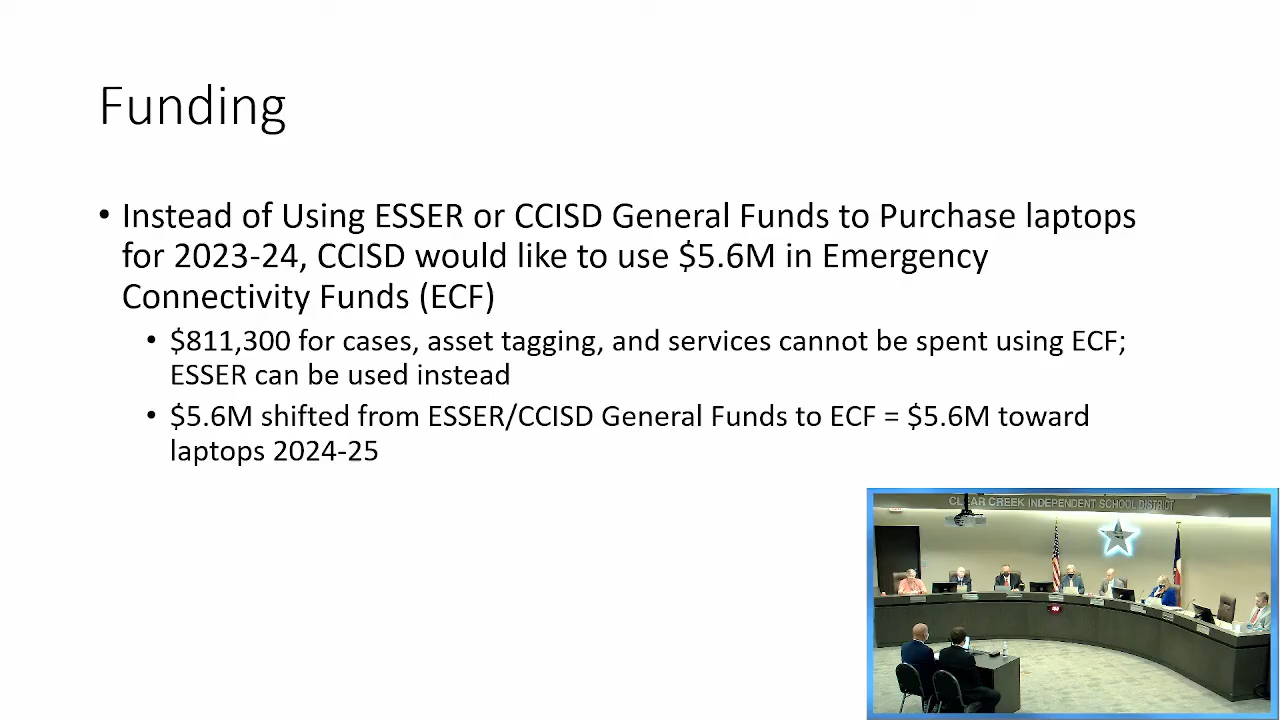 Funding
• Instead of Using ESSER or CCISD General Funds to Purchase laptops
for 2023-24, CCISD would like to use $5.6M in Emergency
Connectivity Funds (ECF)
• $811,300 for cases, asset tagging, and services cannot be spent using ECF;
ESSER can be used instead
• $5.6M shifted from ESSER/CCISD General Funds to ECF = $5.6M toward
laptops 2024-25
CLEAR CREEK INDEPENDENT SCHOOL DISTRICT